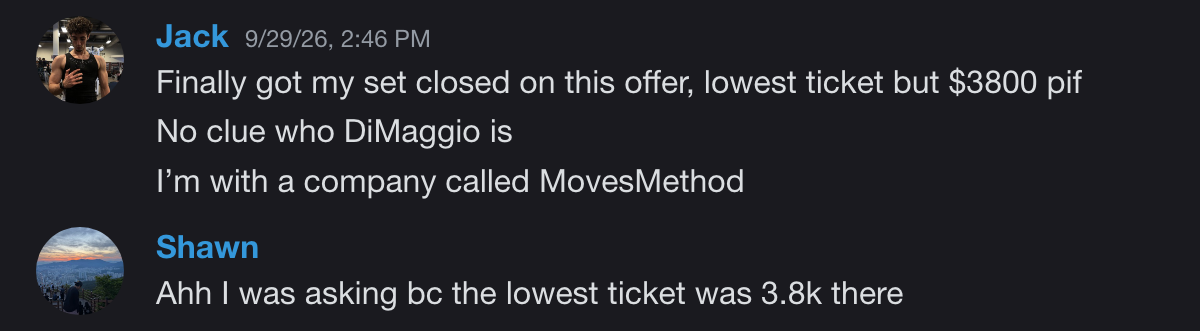 Jack 9/29/26, 2:46 PM
Finally got my set closed on this offer, lowest ticket but $3800 pif
No clue who DiMaggio is
I’m with a company called MovesMethod
Shawn
Ahh I was asking bc the lowest ticket was 3.8k there